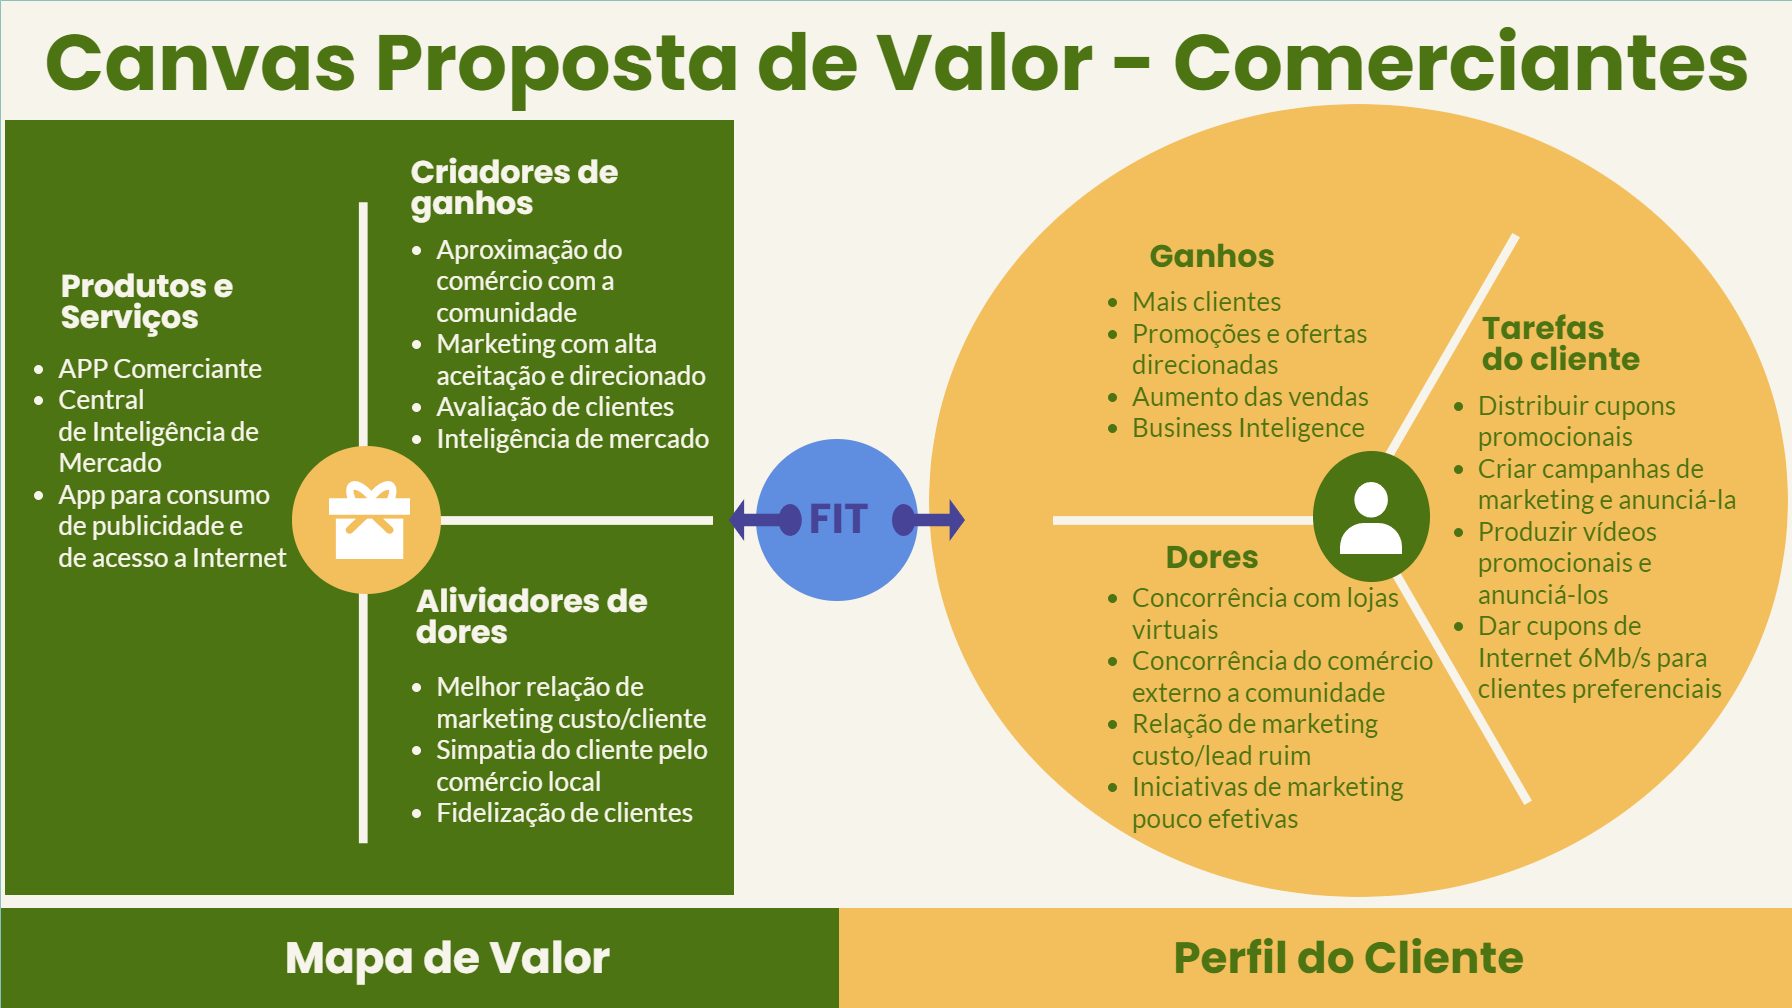 Canvas Proposta de Valor - Comerciantes
Produtos e
Serviços
• APP Comerciante
• Central
de Inteligência de
Mercado
• App para consumo
de publicidade e
de acesso a Internet
Criadores de
ganhos
• Aproximação do
comércio com a
comunidade
• Marketing com alta
aceitação e direcionado
• Avaliação de clientes
• Inteligência de mercado
Aliviadores de
dores
• Melhor relação de
marketing custo/cliente
• Simpatia do cliente pelo
comércio local
• Fidelização de clientes
FIT
Ganhos
• Mais clientes
• Promoções e ofertas
direcionadas
• Aumento das vendas
• Business Inteligence
Dores
• Concorrência com lojas
virtuais
• Concorrência do comércio
externo a comunidade
• Relação de marketing
custo/lead ruim
• Iniciativas de marketing
pouco efetivas
Tarefas
do cliente
• Distribuir cupons
promocionais
• Criar campanhas de
marketing e anunciá-la
• Produzir vídeos
promocionais e
anunciá-los
• Dar cupons de
Internet 6Mb/s para
clientes preferenciais
Mapa de Valor
Perfil do Cliente